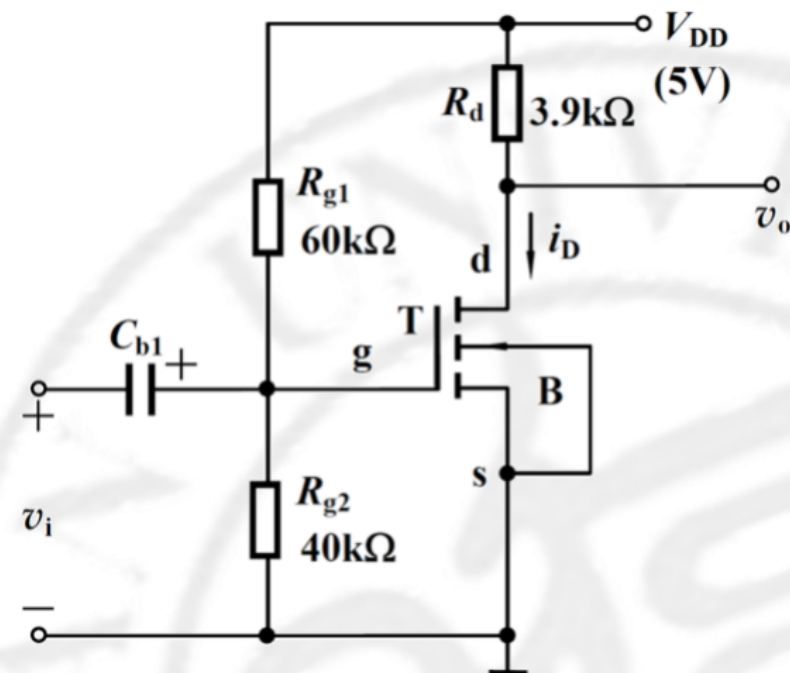 V_DD
(5V)
R_d 3.9kΩ
v_o
R_g1
60kΩ
i_D
d
T
C_b1
+
g
B
+
s
v_i
R_g2
40kΩ
—